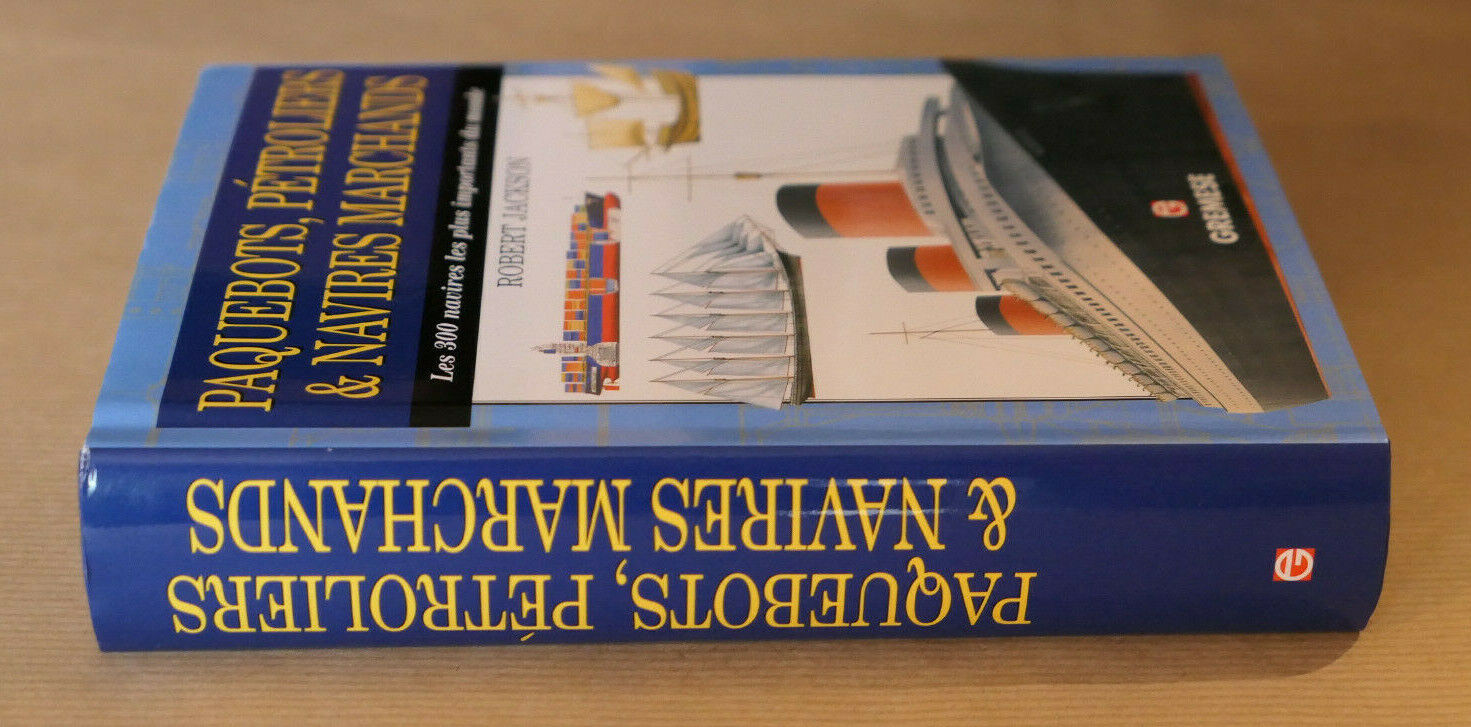 PAQUEBOTS, PÉTROLIERS
& NAVIRES MARCHANDS
Les 300 navires les plus importants du monde
ROBERT JACKSON
GREMESE
PAQUEBOTS, PÉTROLIERS
& NAVIRES MARCHANDS